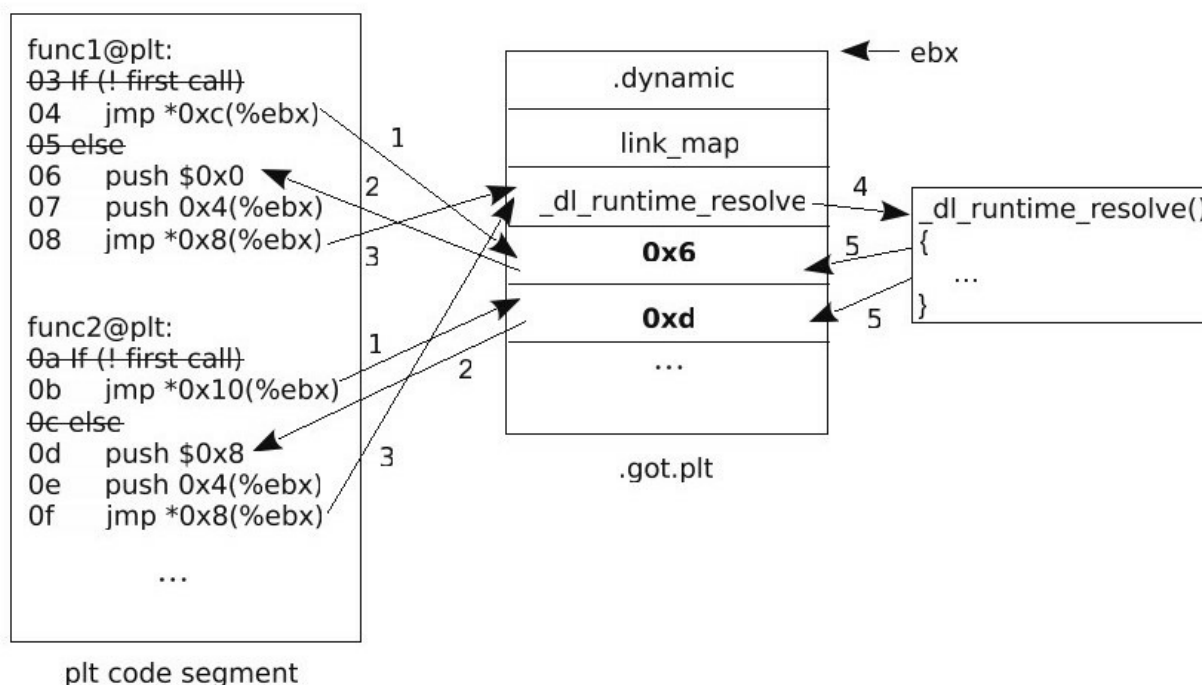 func1@plt:
03 If (! first call)
04 jmp *0xc(%ebx)
05 else
06 push $0x0
07 push 0x4(%ebx)
08 jmp *0x8(%ebx)
func2@plt:
0a If (! first call)
0b jmp *0x10(%ebx)
0c else
0d push $0x8
0e push 0x4(%ebx)
0f jmp *0x8(%ebx)
...
plt code segment
1
2
3
1
2
3
ebx
.dynamic
link_map
_dl_runtime_resolve
0x6
0xd
...
.got.plt
4
5
5
_dl_runtime_resolve()
{
...
}